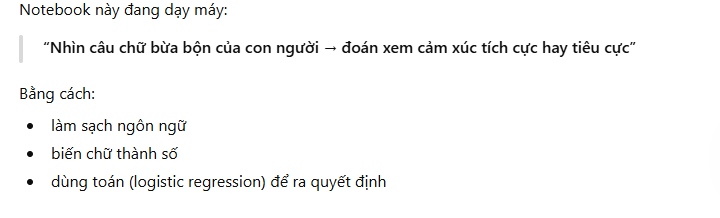 Notebook này đang dạy máy:
“Nhìn câu chữ bừa bộn của con người → đoán xem cảm xúc tích cực hay tiêu cực”
Bằng cách:
• làm sạch ngôn ngữ
• biến chữ thành số
• dùng toán (logistic regression) để ra quyết định